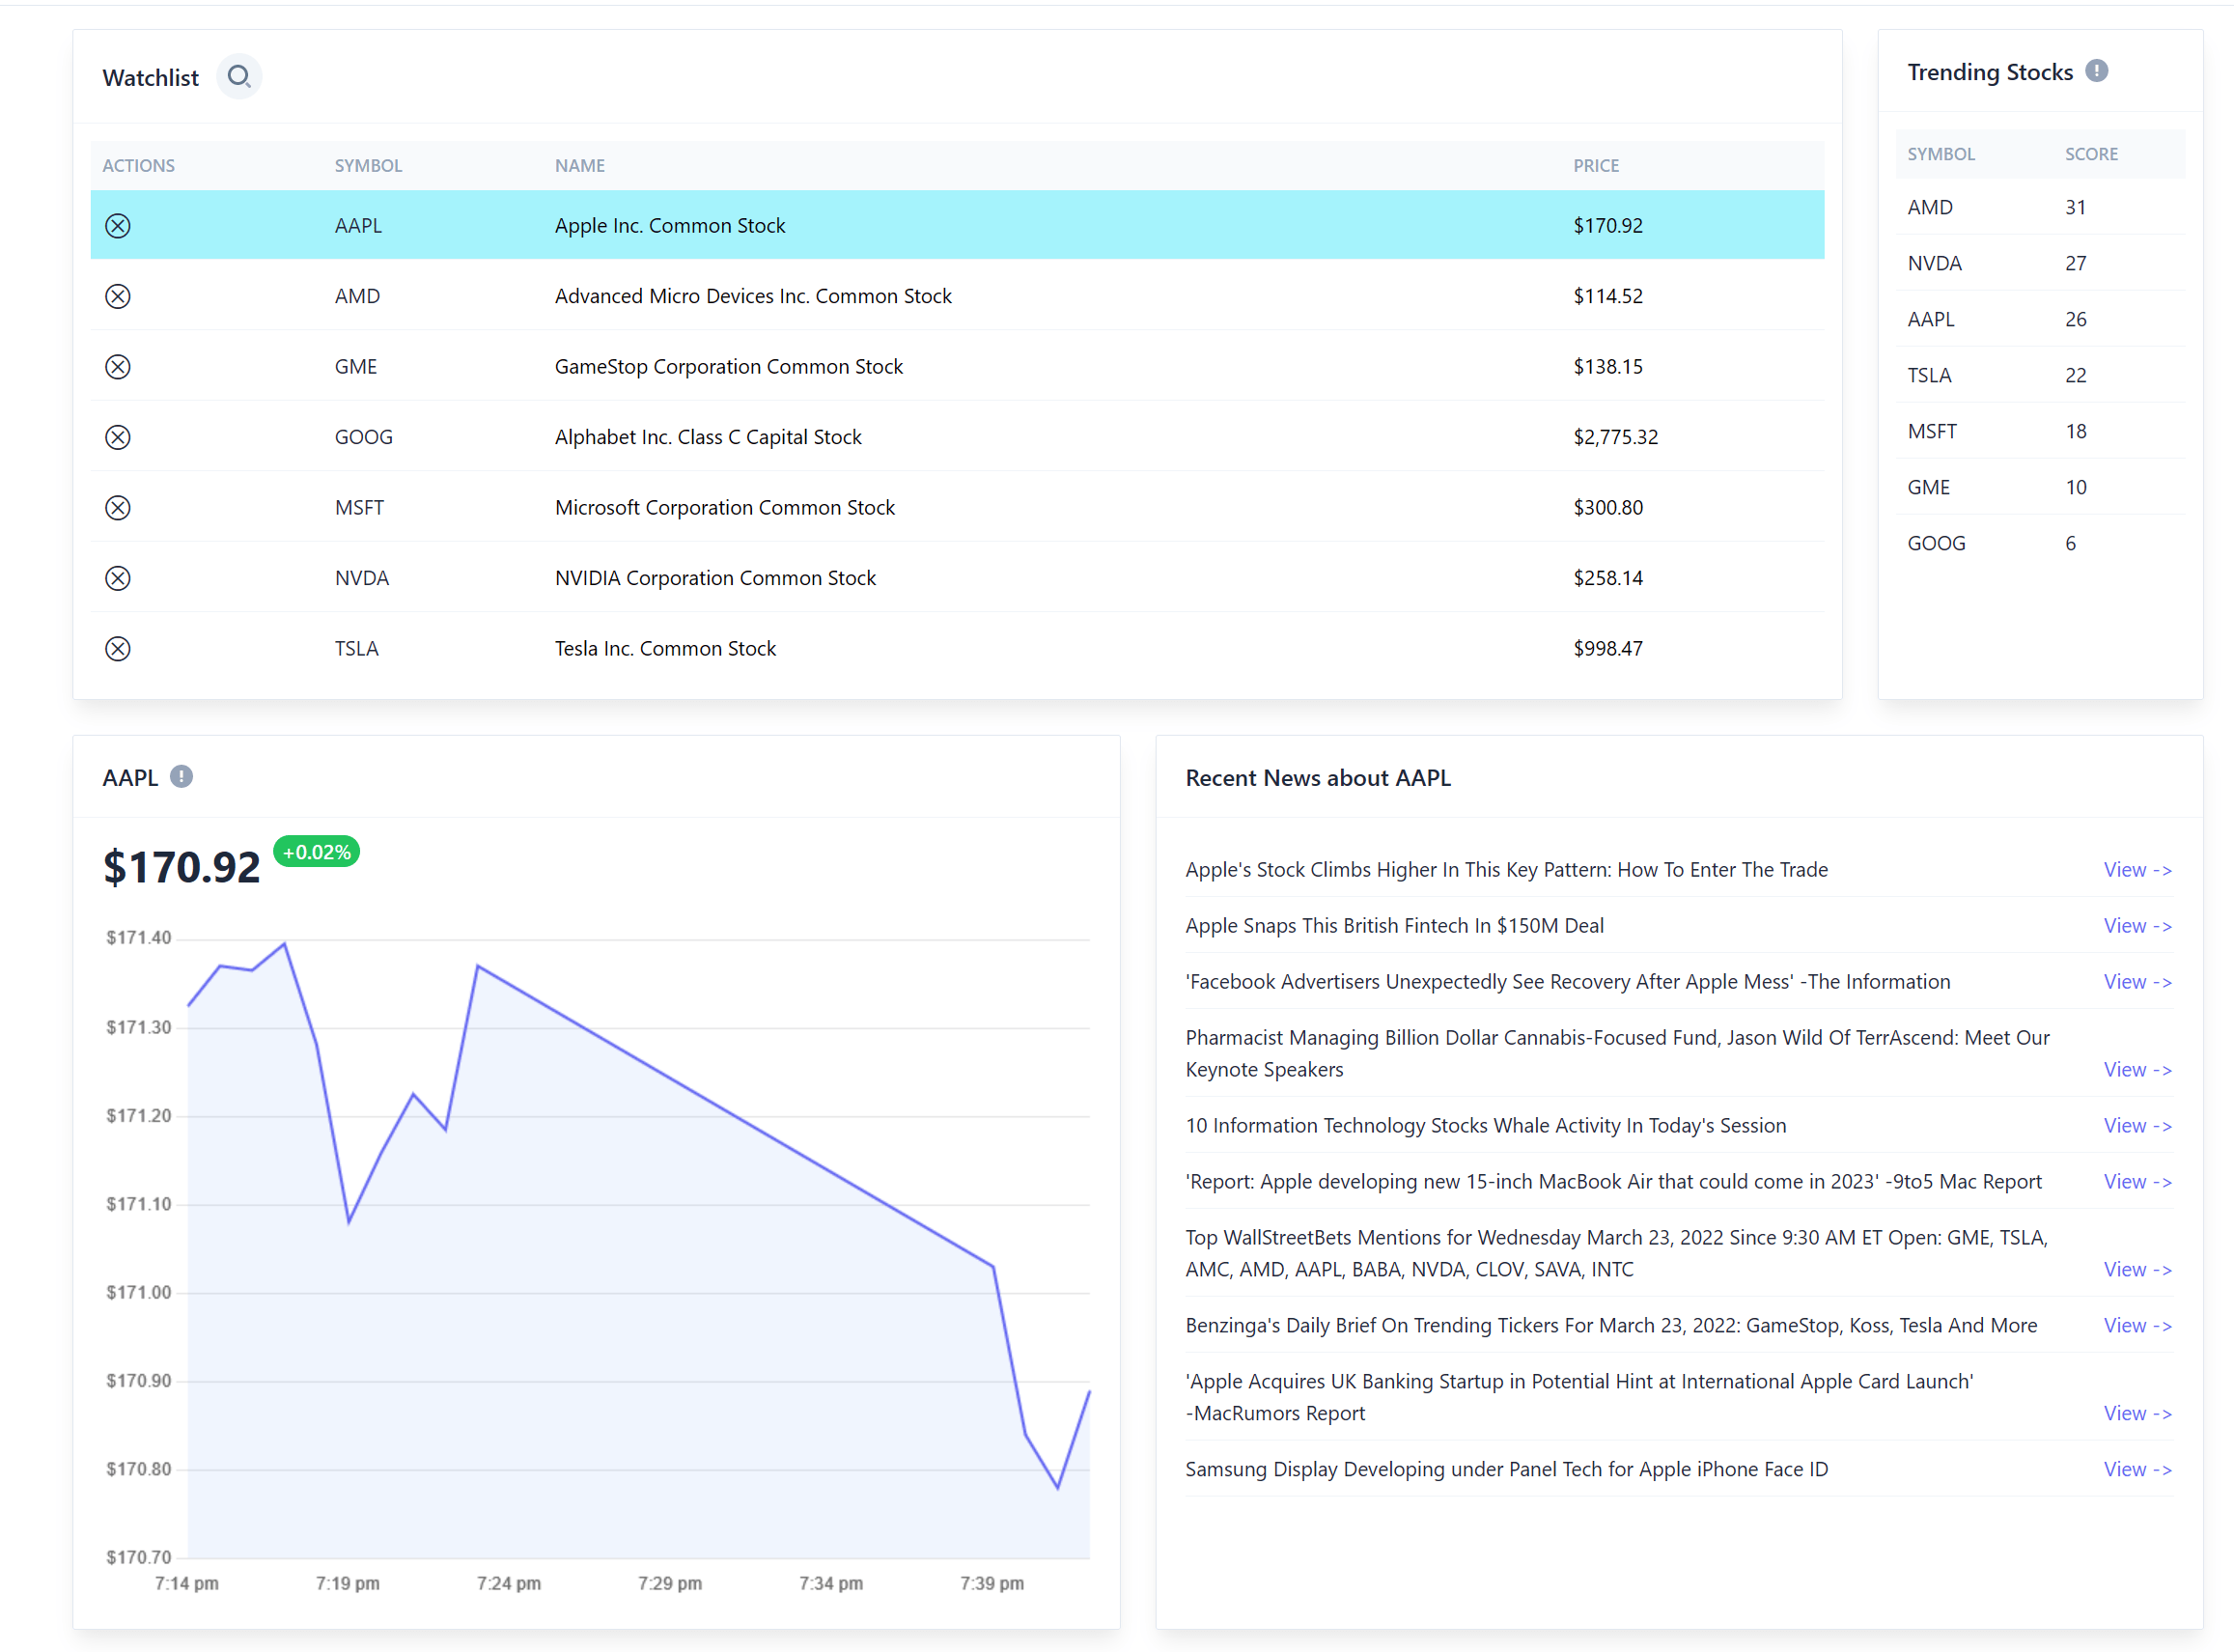 Watchlist
ACTIONS SYMBOL NAME PRICE
AAPL Apple Inc. Common Stock $170.92
AMD Advanced Micro Devices Inc. Common Stock $114.52
GME GameStop Corporation Common Stock $138.15
GOOG Alphabet Inc. Class C Capital Stock $2,775.32
MSFT Microsoft Corporation Common Stock $300.80
NVDA NVIDIA Corporation Common Stock $258.14
TSLA Tesla Inc. Common Stock $998.47
Trending Stocks
SYMBOL SCORE
AMD 31
NVDA 27
AAPL 26
TSLA 22
MSFT 18
GME 10
GOOG 6
AAPL
$170.92 +0.02%
$171.40
$171.30
$171.20
$171.10
$171.00
$170.90
$170.80
$170.70
7:14 pm 7:19 pm 7:24 pm 7:29 pm 7:34 pm 7:39 pm
Recent News about AAPL
Apple's Stock Climbs Higher In This Key Pattern: How To Enter The Trade View ->
Apple Snaps This British Fintech In $150M Deal View ->
'Facebook Advertisers Unexpectedly See Recovery After Apple Mess' -The Information View ->
Pharmacist Managing Billion Dollar Cannabis-Focused Fund, Jason Wild Of TerrAscend: Meet Our
Keynote Speakers View ->
10 Information Technology Stocks Whale Activity In Today's Session View ->
'Report: Apple developing new 15-inch MacBook Air that could come in 2023' -9to5 Mac Report View ->
Top WallStreetBets Mentions for Wednesday March 23, 2022 Since 9:30 AM ET Open: GME, TSLA,
AMC, AMD, AAPL, BABA, NVDA, CLOV, SAVA, INTC View ->
Benzinga's Daily Brief On Trending Tickers For March 23, 2022: GameStop, Koss, Tesla And More View ->
'Apple Acquires UK Banking Startup in Potential Hint at International Apple Card Launch'
-MacRumors Report View ->
Samsung Display Developing under Panel Tech for Apple iPhone Face ID View ->